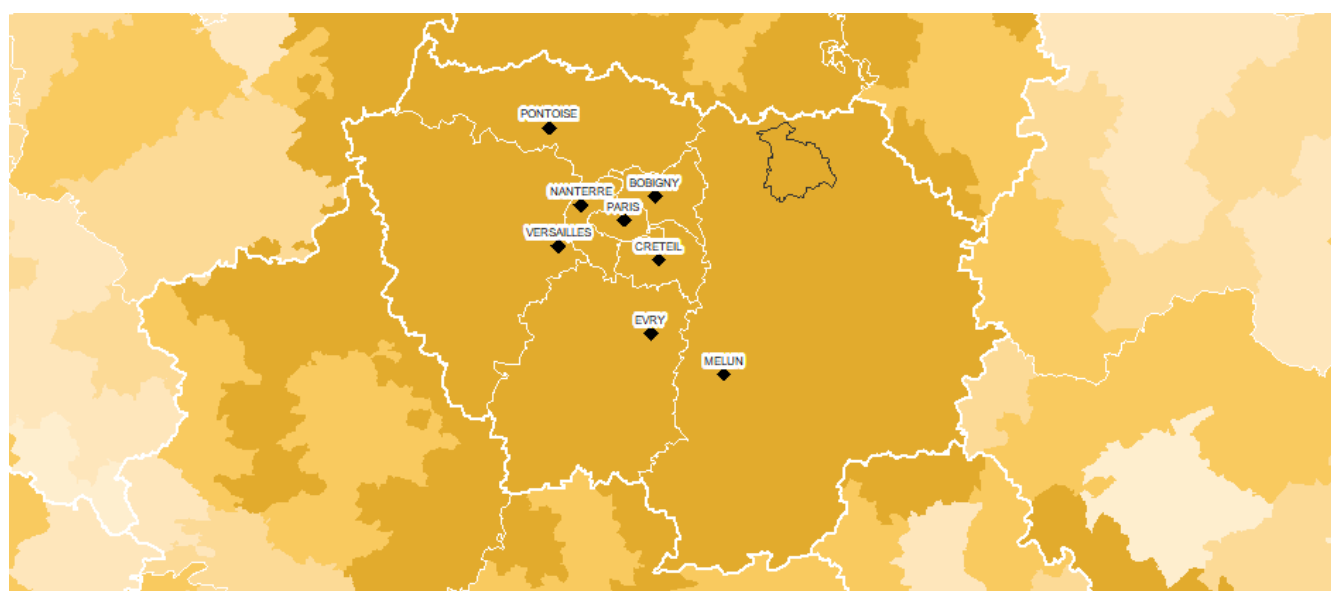 PONTOISE
BOBIGNY
NANTERRE
PARIS
VERSAILLES
CRETEIL
EVRY
MELUN